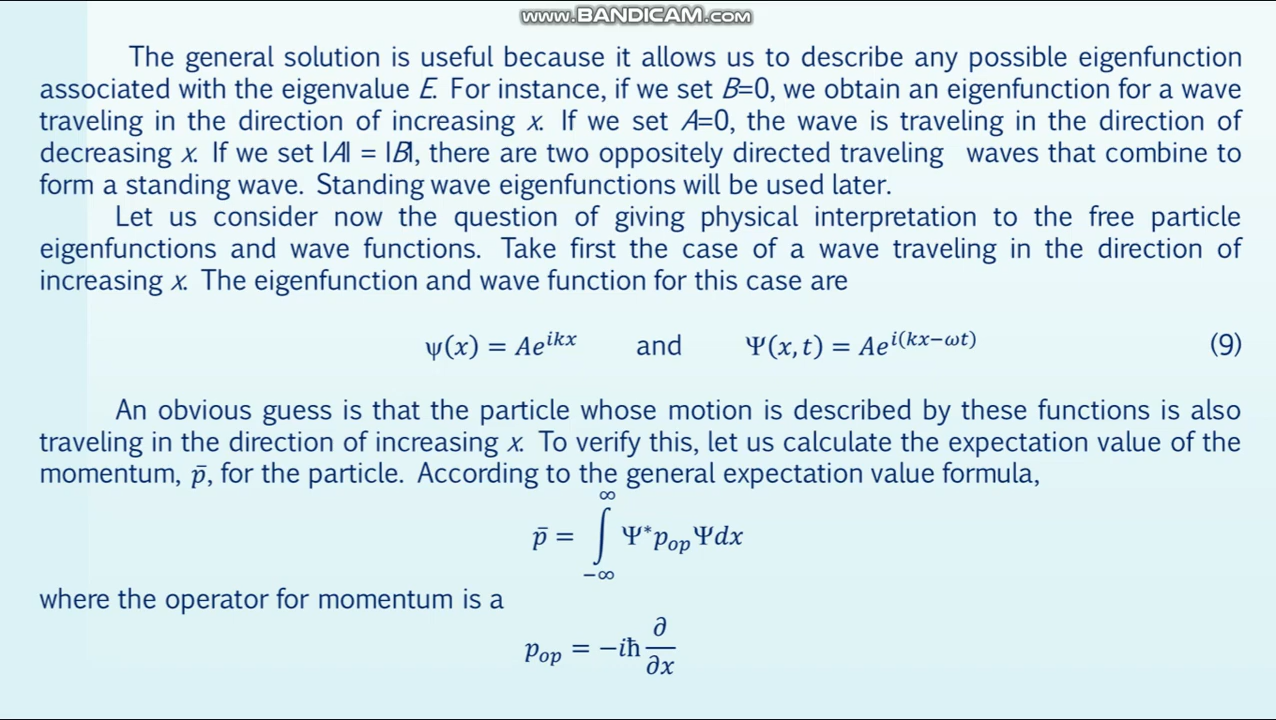 www.BANDICAM.com
The general solution is useful because it allows us to describe any possible eigenfunction
associated with the eigenvalue E. For instance, if we set B=0, we obtain an eigenfunction for a wave
traveling in the direction of increasing x. If we set A=0, the wave is traveling in the direction of
decreasing x. If we set |A| = |B|, there are two oppositely directed traveling waves that combine to
form a standing wave. Standing wave eigenfunctions will be used later.
Let us consider now the question of giving physical interpretation to the free particle
eigenfunctions and wave functions. Take first the case of a wave traveling in the direction of
increasing x. The eigenfunction and wave function for this case are
ψ(x) = Ae^{ikx} and Ψ(x, t) = Ae^{i(kx−ωt)} (9)
An obvious guess is that the particle whose motion is described by these functions is also
traveling in the direction of increasing x. To verify this, let us calculate the expectation value of the
momentum, p̄, for the particle. According to the general expectation value formula,
p̄ = ∫_{−∞}^{∞} Ψ* p_{op} Ψ dx
where the operator for momentum is a
p_{op} = −iħ ∂/∂x